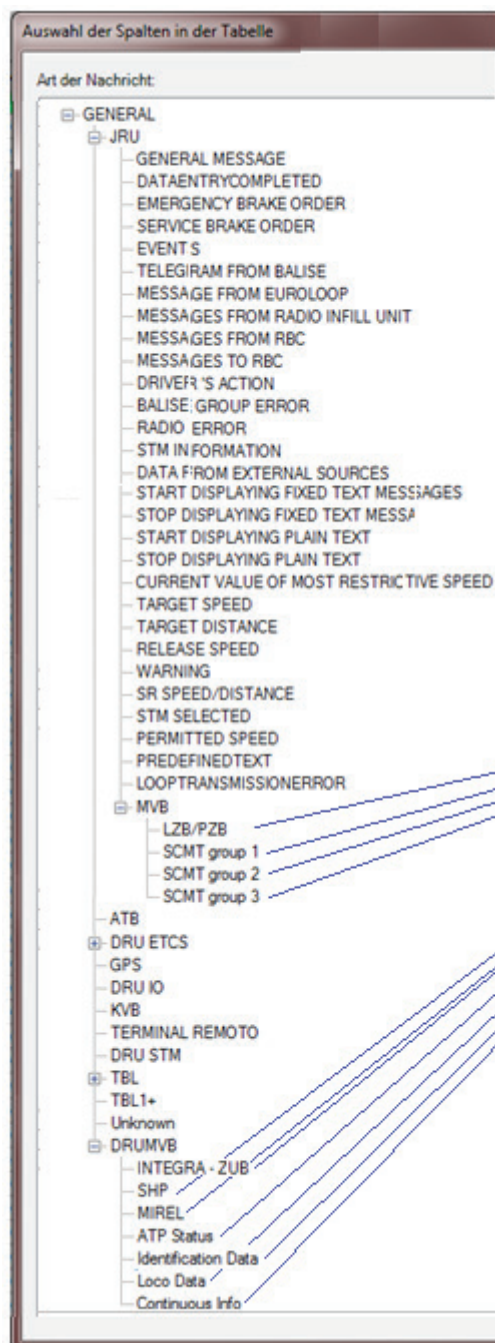 Auswahl der Spalten in der Tabelle
Art der Nachricht:
GENERAL
JRU
GENERAL MESSAGE
DATAENTRYCOMPLETED
EMERGENCY BRAKE ORDER
SERVICE BRAKE ORDER
EVENT S
TELEGRAM FROM BALISE
MESSAGE FROM EUROLOOP
MESSAGES FROM RADIO INFILL UNIT
MESSAGES FROM RBC
MESSAGES TO RBC
DRIVER 'S ACTION
BALISE GROUP ERROR
RADIO ERROR
STM INFORMATION
DATA FROM EXTERNAL SOURCES
START DISPLAYING FIXED TEXT MESSAGES
STOP DISPLAYING FIXED TEXT MESSA
START DISPLAYING PLAIN TEXT
STOP DISPLAYING PLAIN TEXT
CURRENT VALUE OF MOST RESTRICTIVE SPEED
TARGET SPEED
TARGET DISTANCE
RELEASE SPEED
WARNING
SR SPEED/DISTANCE
STM SELECTED
PERMITTED SPEED
PREDEFINEDTEXT
LOOPTRANSMISSIONERROR
MVB
LZB/PZB
SCMT group 1
SCMT group 2
SCMT group 3
ATB
DRU ETCS
GPS
DRU IO
KVB
TERMINAL REMOTO
DRU STM
TBL
TBL1+
Unknown
DRUMVB
INTEGRA - ZUB
SHP
MIREL
ATP Status
Identification Data
Loco Data
Continuous Info